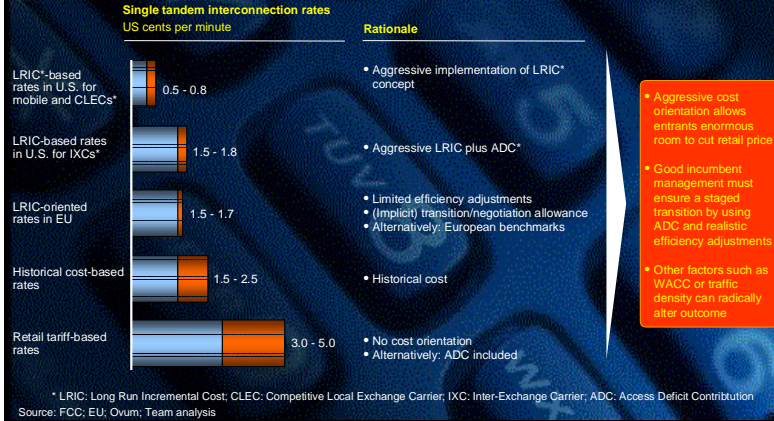 Single tandem interconnection rates
US cents per minute
Rationale
LRIC*-based
rates in U.S. for
mobile and CLECs*
0.5 - 0.8
• Aggressive implementation of LRIC*
concept
LRIC-based rates
in U.S. for IXCs*
1.5 - 1.8
• Aggressive LRIC plus ADC*
LRIC-oriented
rates in EU
1.5 - 1.7
• Limited efficiency adjustments
• (Implicit) transition/negotiation allowance
• Alternatively: European benchmarks
Historical cost-based
rates
1.5 - 2.5
• Historical cost
Retail tariff-based
rates
3.0 - 5.0
• No cost orientation
• Alternatively: ADC included
• Aggressive cost
orientation allows
entrants enormous
room to cut retail price
• Good incumbent
management must
ensure a staged
transition by using
ADC and realistic
efficiency adjustments
• Other factors such as
WACC or traffic
density can radically
alter outcome
TUV 8
5
6
WX
* LRIC: Long Run Incremental Cost; CLEC: Competitive Local Exchange Carrier; IXC: Inter-Exchange Carrier; ADC: Access Deficit Contribution
Source: FCC; EU; Ovum; Team analysis